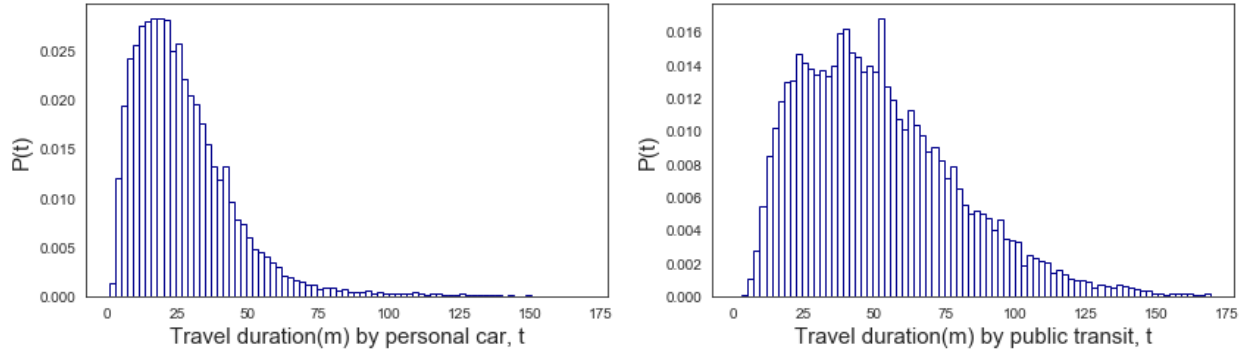 0.025
0.020
0.015
0.010
0.005
0.000
P(t)
0 25 50 75 100 125 150 175
Travel duration(m) by personal car, t
0.016
0.014
0.012
0.010
0.008
0.006
0.004
0.002
0.000
P(t)
0 25 50 75 100 125 150 175
Travel duration(m) by public transit, t